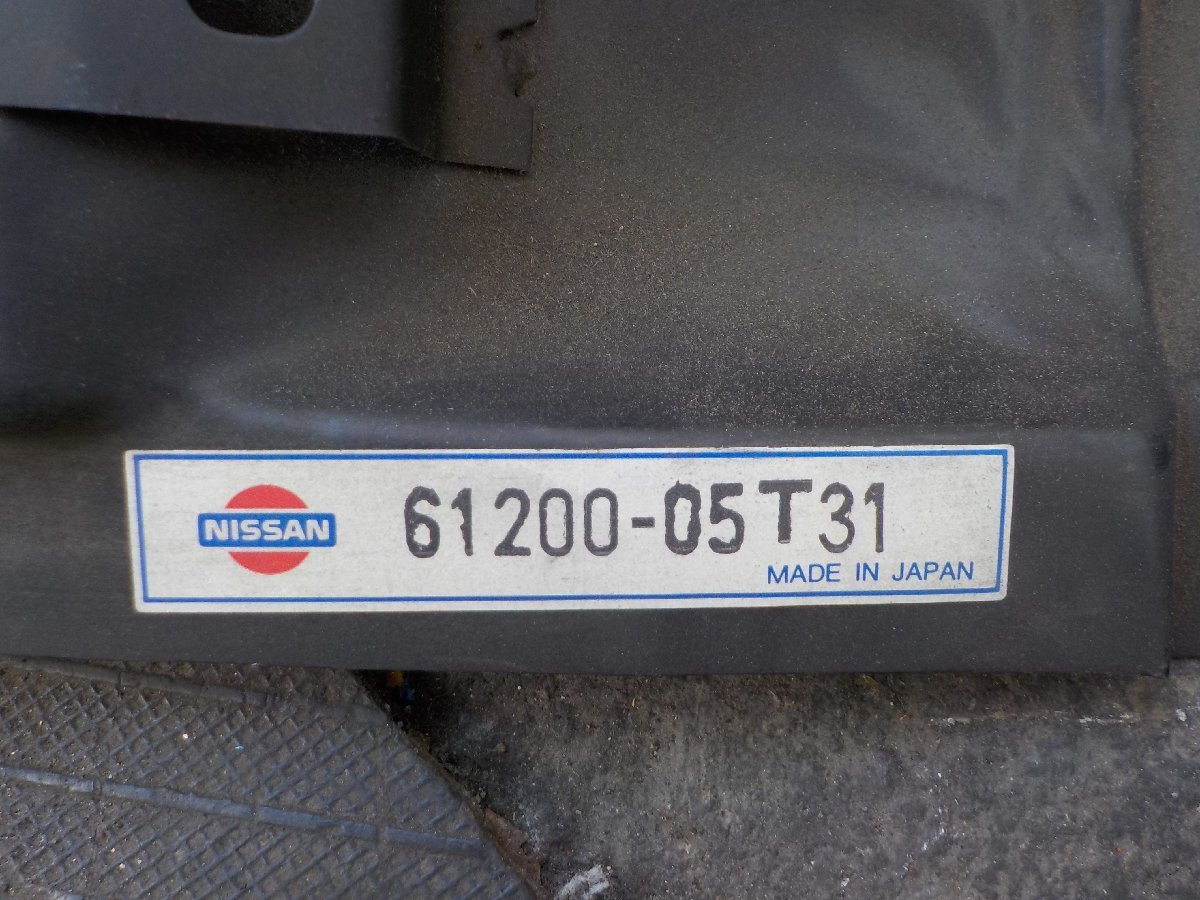 NISSAN
61200-05T31
MADE IN JAPAN